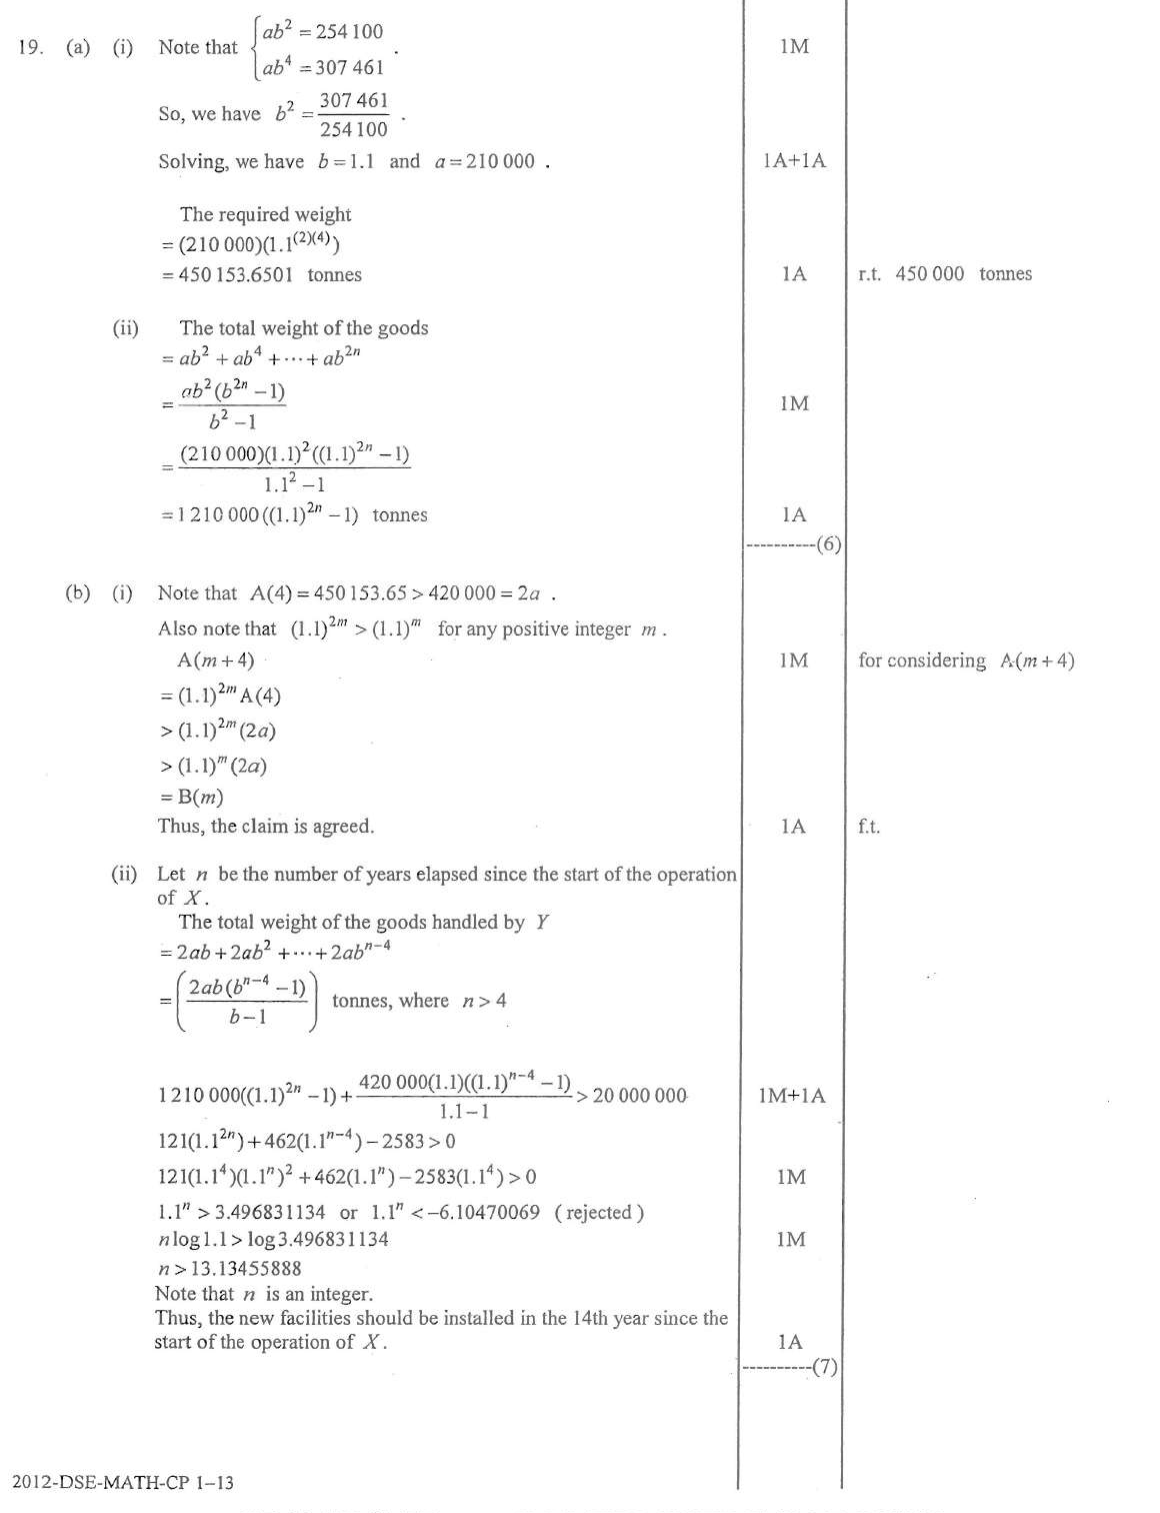 19. (a) (i) Note that { ab² = 254 100 1M
ab⁴ = 307 461 .
So, we have b² = 307 461 / 254 100 .
Solving, we have b = 1.1 and a = 210 000 . 1A+1A
The required weight
= (210 000)(1.1^(2)(4))
= 450 153.6501 tonnes 1A r.t. 450 000 tonnes
(ii) The total weight of the goods
= ab² + ab⁴ + ··· + ab²ⁿ
= ab²(b²ⁿ − 1) / b² − 1 1M
= (210 000)(1.1)²((1.1)²ⁿ − 1) / 1.1² − 1
= 1 210 000((1.1)²ⁿ − 1) tonnes 1A
----------(6)
(b) (i) Note that A(4) = 450 153.65 > 420 000 = 2a .
Also note that (1.1)²ᵐ > (1.1)ᵐ for any positive integer m .
A(m + 4) 1M for considering A(m + 4)
= (1.1)²ᵐ A(4)
> (1.1)²ᵐ (2a)
> (1.1)ᵐ (2a)
= B(m)
Thus, the claim is agreed. 1A f.t.
(ii) Let n be the number of years elapsed since the start of the operation
of X .
The total weight of the goods handled by Y
= 2ab + 2ab² + ··· + 2abⁿ⁻⁴
= (2ab(bⁿ⁻⁴ − 1) / b − 1) tonnes, where n > 4
1 210 000((1.1)²ⁿ − 1) + 420 000(1.1)((1.1)ⁿ⁻⁴ − 1) / 1.1 − 1 > 20 000 000 1M+1A
121(1.1²ⁿ) + 462(1.1ⁿ⁻⁴) − 2583 > 0
121(1.1⁴)(1.1ⁿ)² + 462(1.1ⁿ) − 2583(1.1⁴) > 0 1M
1.1ⁿ > 3.496831134 or 1.1ⁿ < −6.10470069 ( rejected )
n log 1.1 > log 3.496831134 1M
n > 13.13455888
Note that n is an integer.
Thus, the new facilities should be installed in the 14th year since the
start of the operation of X . 1A
----------(7)
2012-DSE-MATH-CP 1−13